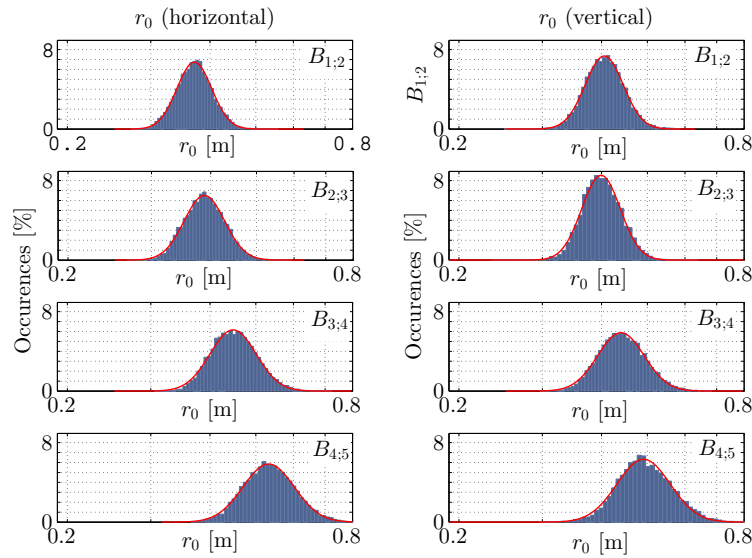 r₀ (horizontal)
r₀ (vertical)
8
B₁;₂
0
0.2
r₀ [m]
0.8
B₁;₂
8
B₁;₂
0
0.2
r₀ [m]
0.8
8
B₂;₃
0
0.2
r₀ [m]
0.8
8
B₂;₃
0
0.2
r₀ [m]
0.8
Occurences [%]
Occurences [%]
8
B₃;₄
0
0.2
r₀ [m]
0.8
8
B₃;₄
0
0.2
r₀ [m]
0.8
8
B₄;₅
0
0.2
r₀ [m]
0.8
8
B₄;₅
0
0.2
r₀ [m]
0.8